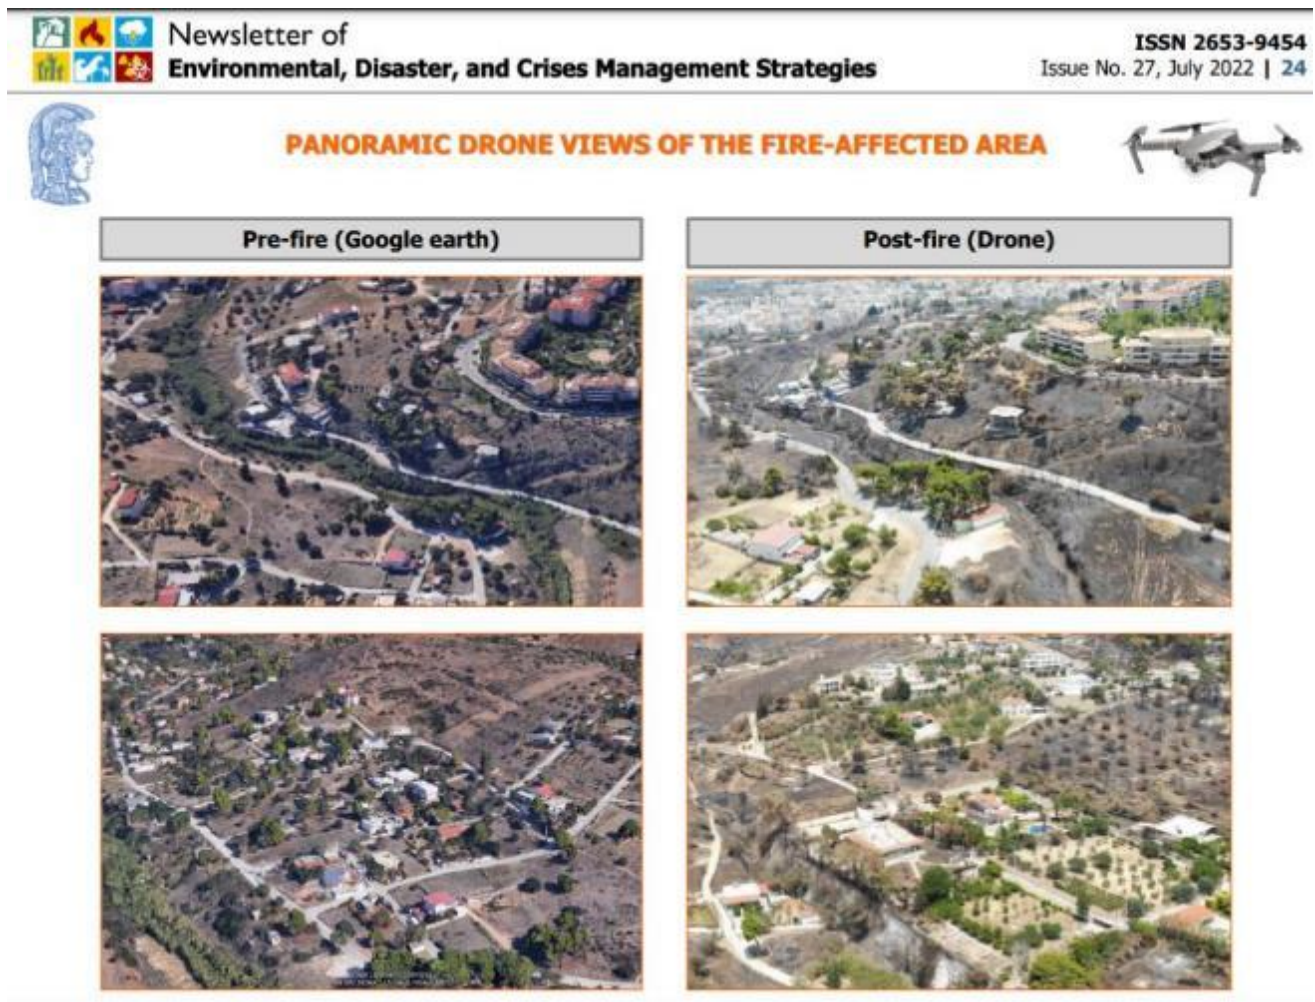 Newsletter of
Environmental, Disaster, and Crises Management Strategies
ISSN 2653-9454
Issue No. 27, July 2022 | 24
PANORAMIC DRONE VIEWS OF THE FIRE-AFFECTED AREA
Pre-fire (Google earth)
Post-fire (Drone)